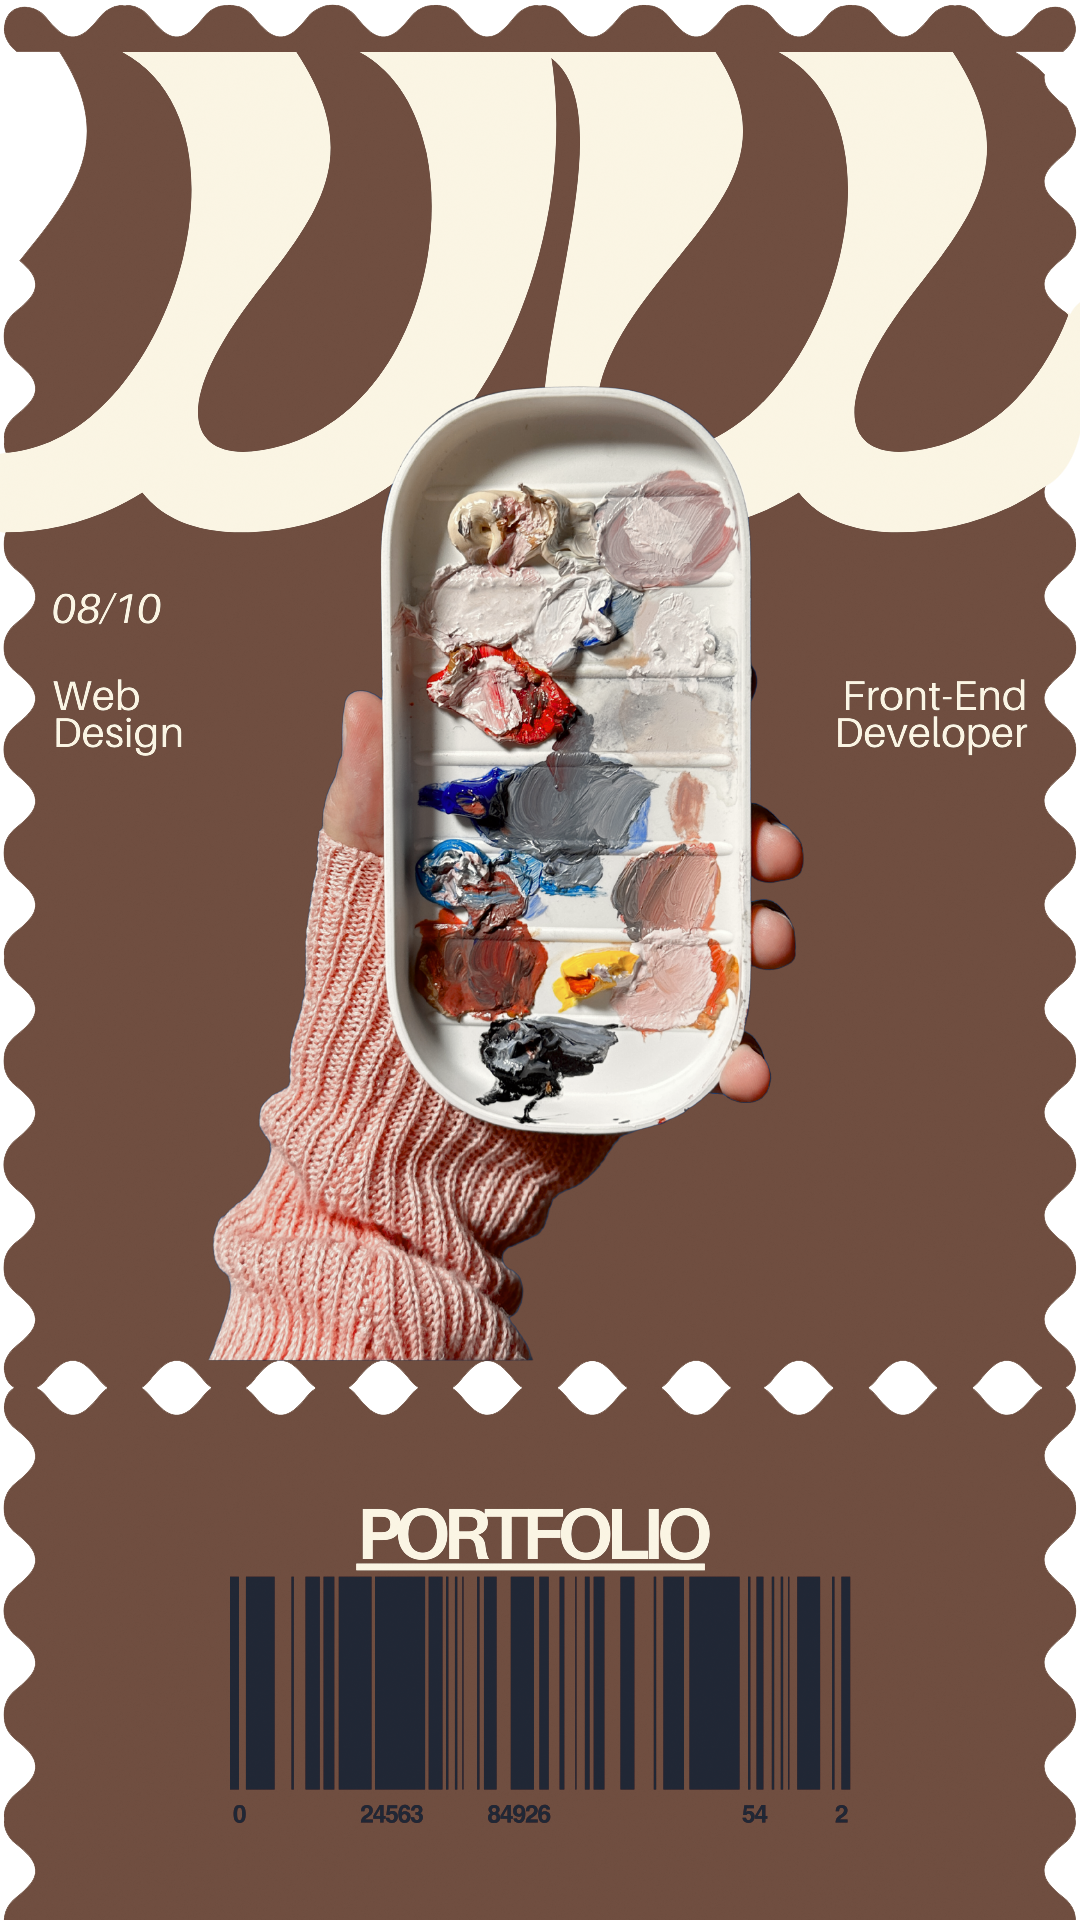 08/10
Web
Design
Front-End
Developer
PORTFOLIO
0 24563 84926 54 2